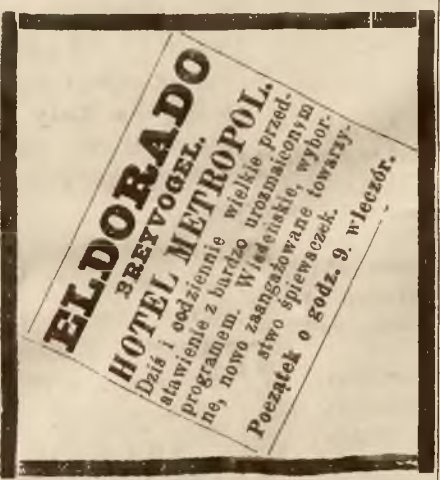 ELDORADO
BREYVOGEL.
HOTEL METROPOL.
Dziś i codziennie wielkie przed-
stawienie z bardzo urozmaiconym
programem. Wiedeńskie, wybor-
ne, nowo zaangażowane towarzy-
stwo śpiewaczek.
Początek o godz. 9. wieczór.